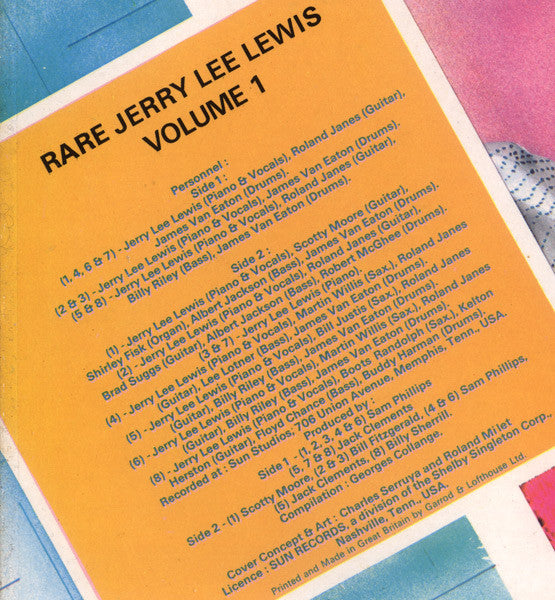 RARE JERRY LEE LEWIS
VOLUME 1
Personnel :
Side 1 :
(1, 4, 6 & 7) - Jerry Lee Lewis (Piano & Vocals), Roland Janes (Guitar),
James Van Eaton (Drums).
(2 & 3) - Jerry Lee Lewis (Piano & Vocals), James Van Eaton (Drums).
(5 & 8) - Jerry Lee Lewis (Piano & Vocals), Roland Janes (Guitar),
Billy Riley (Bass), James Van Eaton (Drums).
Side 2 :
(1) - Jerry Lee Lewis (Piano & Vocals), Scotty Moore (Guitar),
Shirley Fisk (Organ), Albert Jackson (Bass), James Van Eaton (Drums).
(2) - Jerry Lee Lewis (Piano & Vocals), Roland Janes (Guitar),
Brad Suggs (Guitar), Albert Jackson (Bass), Robert McGhee (Drums).
(3 & 7) - Jerry Lee Lewis (Piano).
(4) - Jerry Lee Lewis (Piano & Vocals), Martin Willis (Sax.), Roland Janes
(Guitar), Lee Lotner (Bass), James Van Eaton (Drums).
(5) - Jerry Lee Lewis (Piano & Vocals), Bill Justis (Sax.), Roland Janes
(Guitar), Billy Riley (Bass), James Van Eaton (Drums).
(6) - Jerry Lee Lewis (Piano & Vocals), Martin Willis (Sax.), Roland Janes
(Guitar), Billy Riley (Bass), James Van Eaton (Drums).
(8) - Jerry Lee Lewis (Piano & Vocals), Boots Randolph (Sax.), Kelton
Herston (Guitar), Floyd Chance (Bass), Buddy Harman (Drums).
Recorded at : Sun Studios; 706 Union Avenue, Memphis, Tenn., USA.
Produced by :
Side 1 - (1, 2, 3, 4 & 6) Sam Phillips
(5, 7 & 8) Jack Clements
Side 2 - (1) Scotty Moore, (2 & 3) Bill Fitzgerald, (4 & 6) Sam Phillips,
(5) Jack Clements, (8) Billy Sherrill.
Compilation : Georges Collange,
Cover Concept & Art : Charles Serruya and Roland Millet
Licence : SUN RECORDS, a division of the Shelby Singleton Corp.,
Nashville, Tenn., USA.
Printed and Made in Great Britain by Garrod & Lofthouse Ltd.